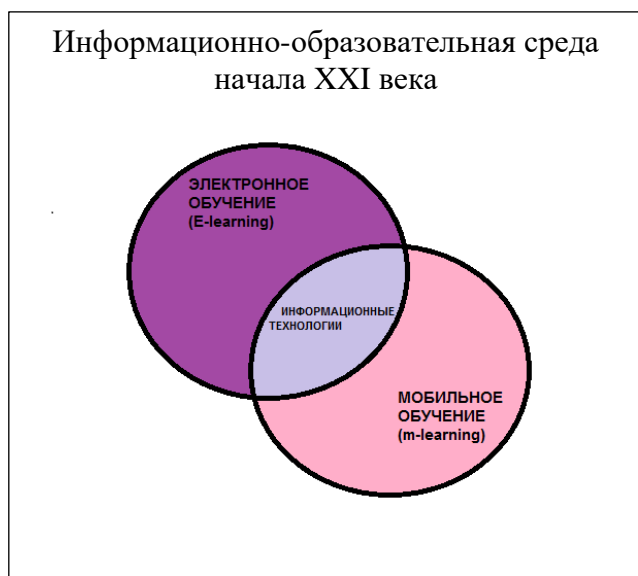 Информационно-образовательная среда
начала XXI века
ЭЛЕКТРОННОЕ
ОБУЧЕНИЕ
(E-learning)
ИНФОРМАЦИОННЫЕ
ТЕХНОЛОГИИ
МОБИЛЬНОЕ
ОБУЧЕНИЕ
(m-learning)